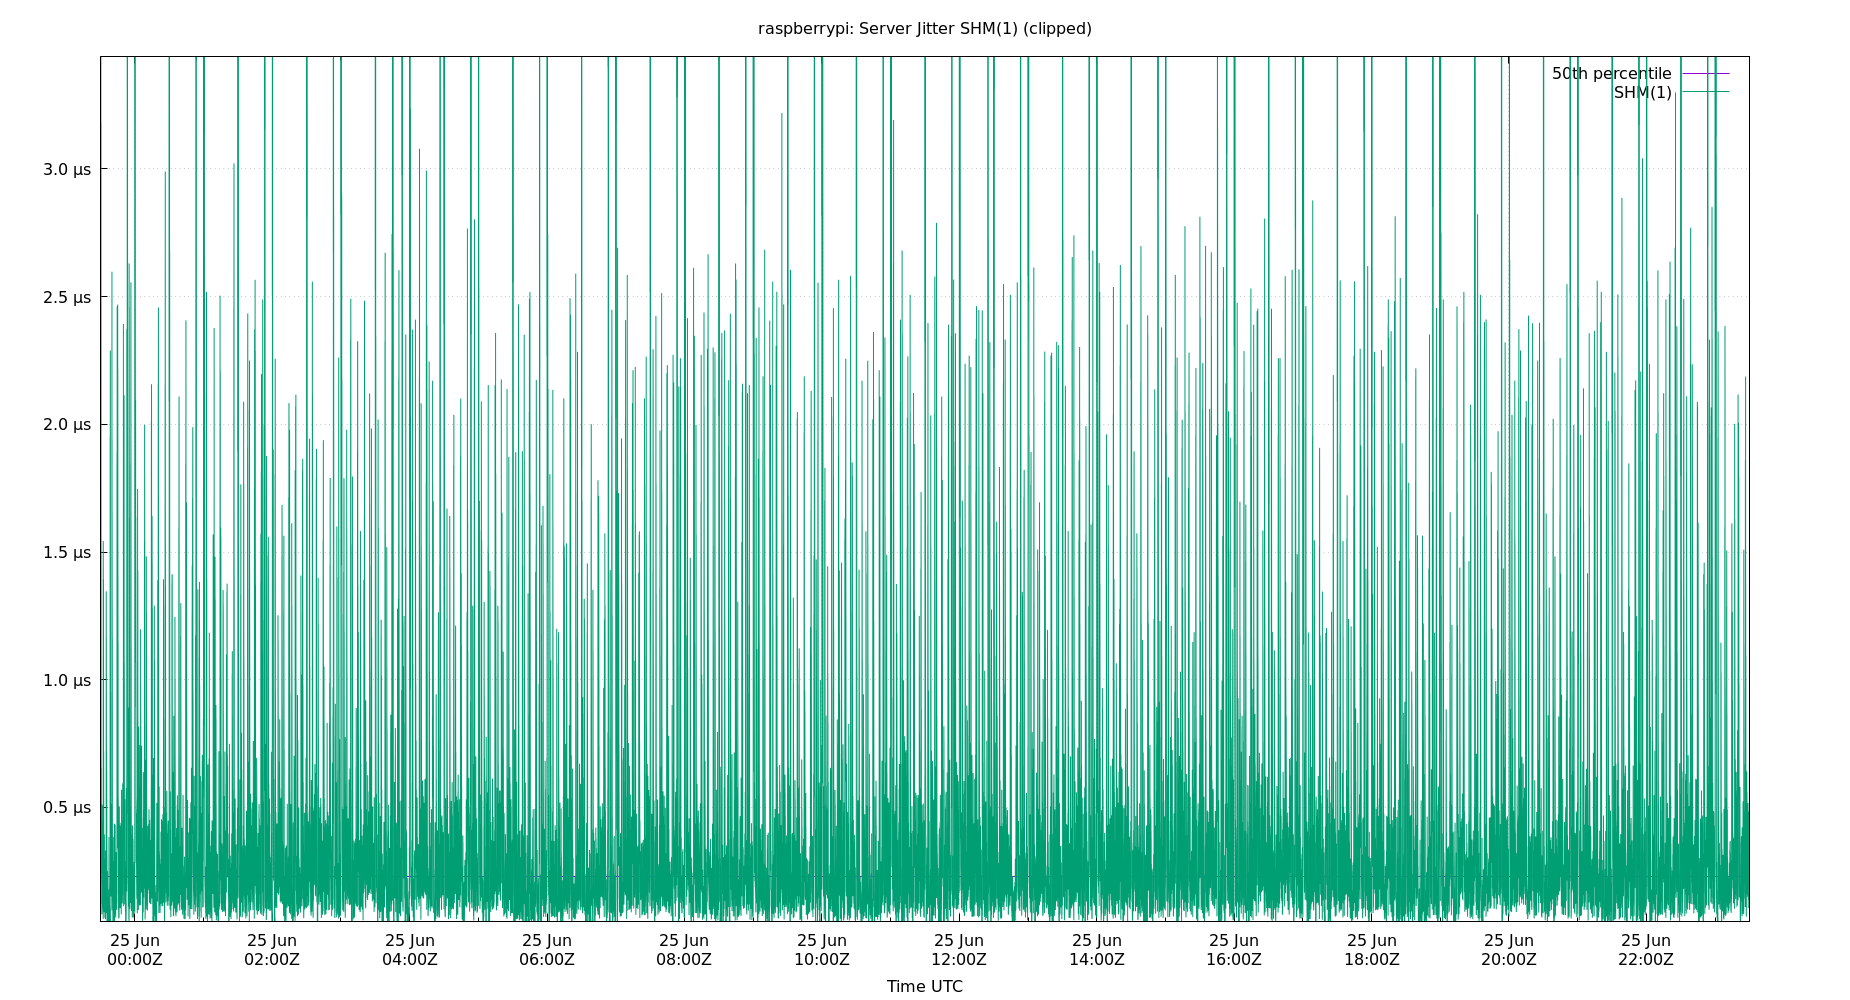 raspberrypi: Server Jitter SHM(1) (clipped)
50th percentile
SHM(1)
3.0 µs
2.5 µs
2.0 µs
1.5 µs
1.0 µs
0.5 µs
25 Jun 25 Jun 25 Jun 25 Jun 25 Jun 25 Jun 25 Jun 25 Jun 25 Jun 25 Jun 25 Jun 25 Jun
00:00Z 02:00Z 04:00Z 06:00Z 08:00Z 10:00Z 12:00Z 14:00Z 16:00Z 18:00Z 20:00Z 22:00Z
Time UTC